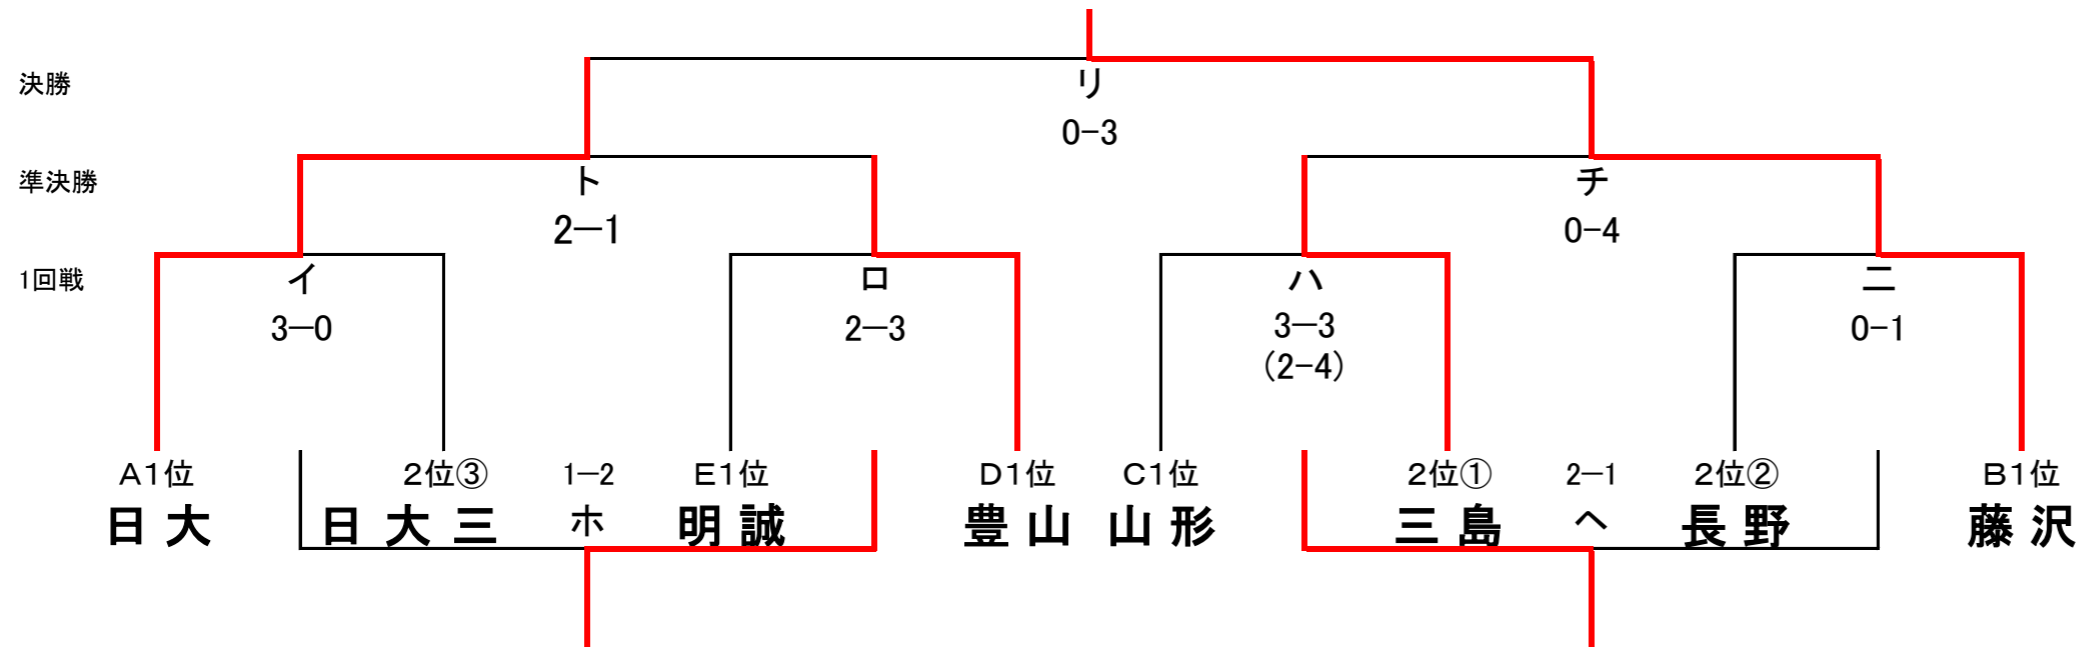 決勝
リ
0-3
準決勝
ト
チ
2-1
0-4
1回戦
イ
ロ
ハ
ニ
3-0
2-3
3-3
0-1
(2-4)
A1位
2位③
1-2
E1位
D1位
C1位
2位①
2-1
2位②
B1位
日大
日大三
ホ
明誠
豊山
山形
三島
ヘ
長野
藤沢